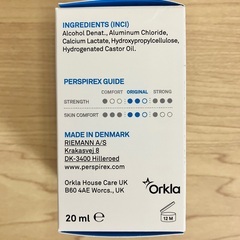 INGREDIENTS (INCI)
Alcohol Denat., Aluminum Chloride,
Calcium Lactate, Hydroxypropylcellulose,
Hydrogenated Castor Oil.
PERSPIREX GUIDE
COMFORT ORIGINAL STRONG
STRENGTH
SKIN COMFORT
MADE IN DENMARK
RIEMANN A/S
Krakasvej 8
DK-3400 Hilleroed
www.perspirex.com
Orkla House Care UK
B60 4AE Worcs., UK
Orkla
20 ml e
12 M